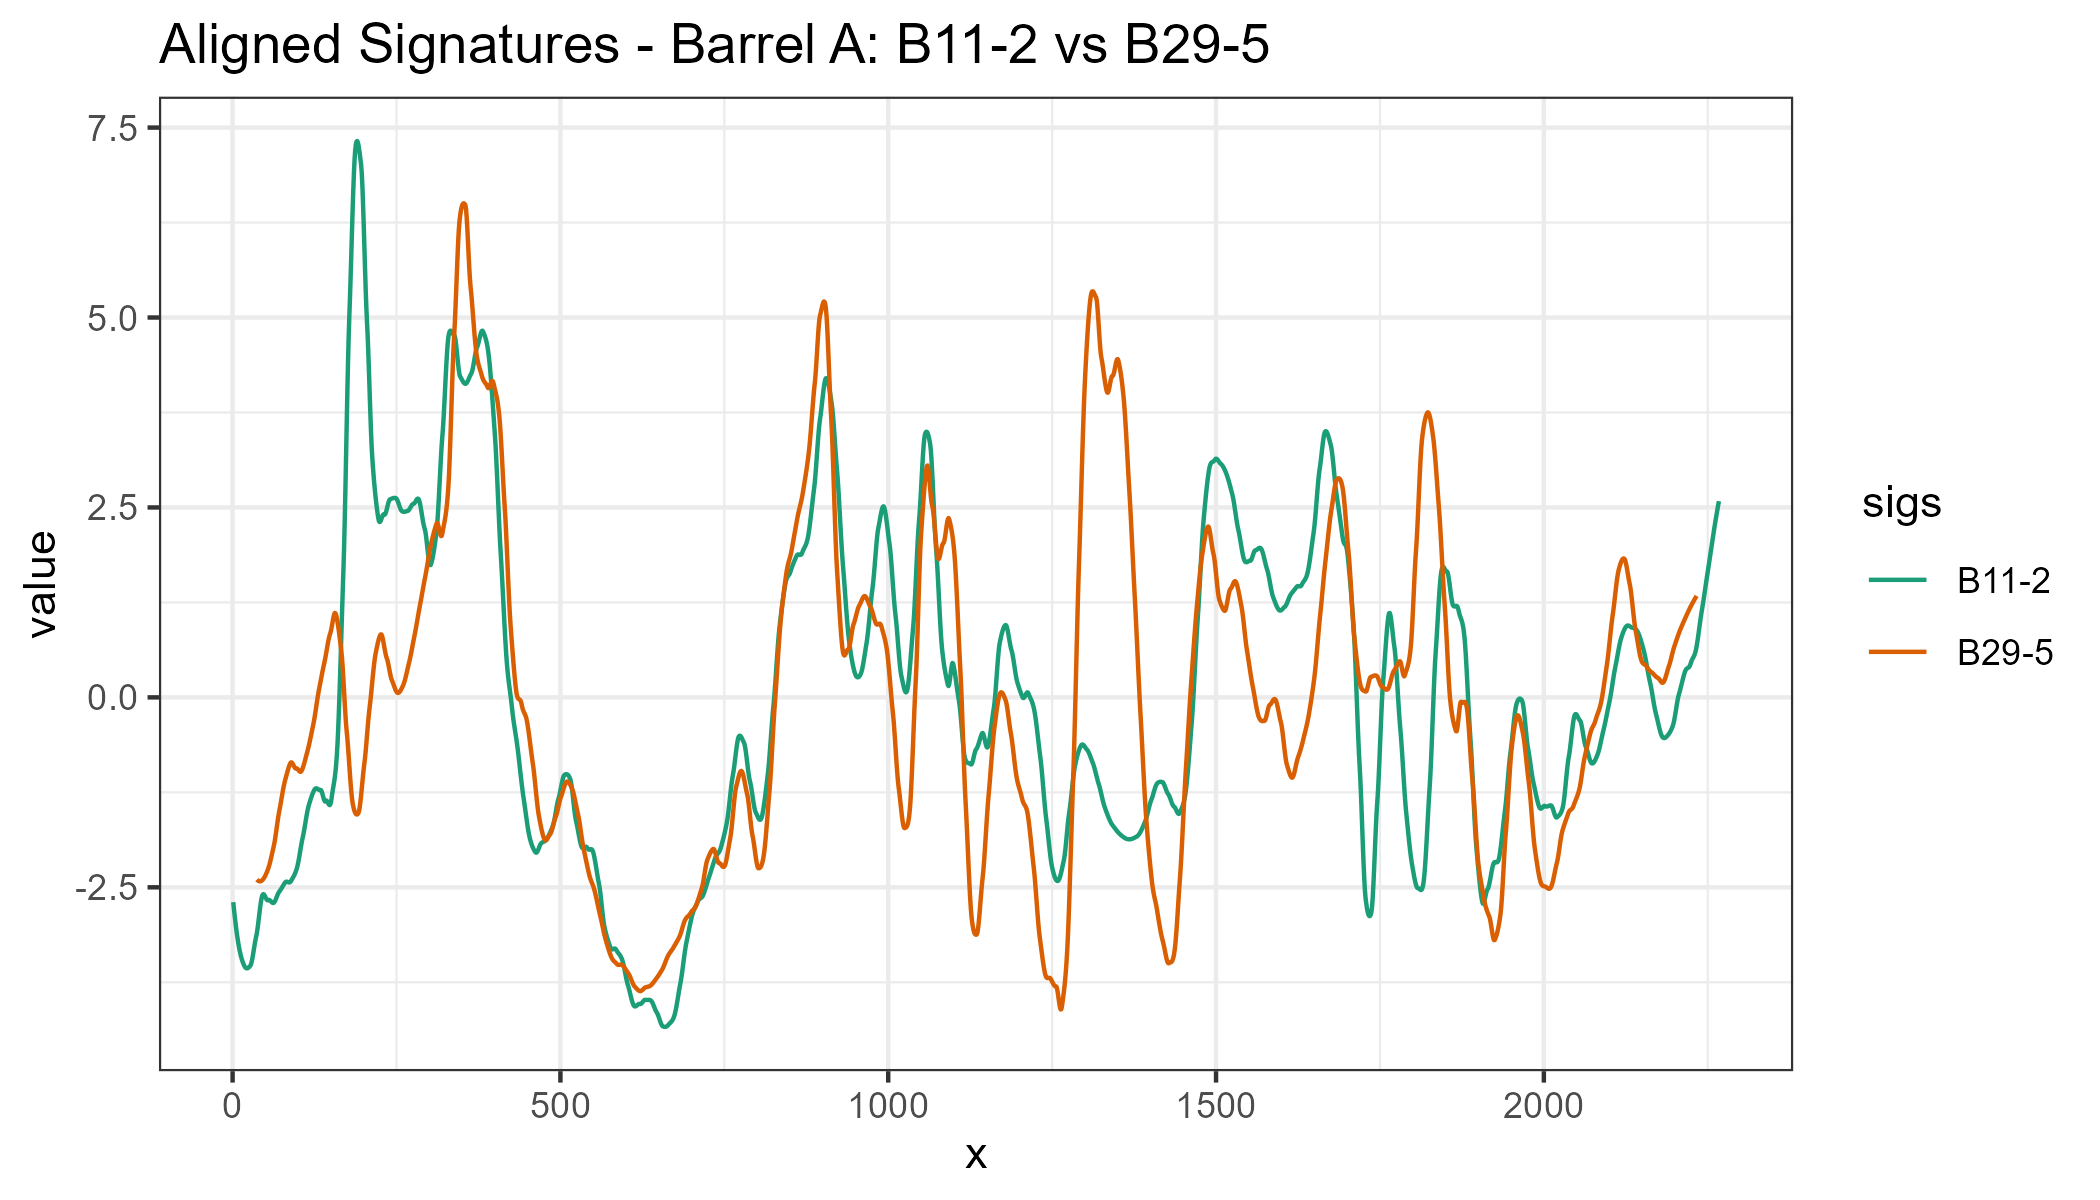 Aligned Signatures - Barrel A: B11-2 vs B29-5
7.5
5.0
2.5
0.0
-2.5
value
0 500 1000 1500 2000
x
sigs
B11-2
B29-5